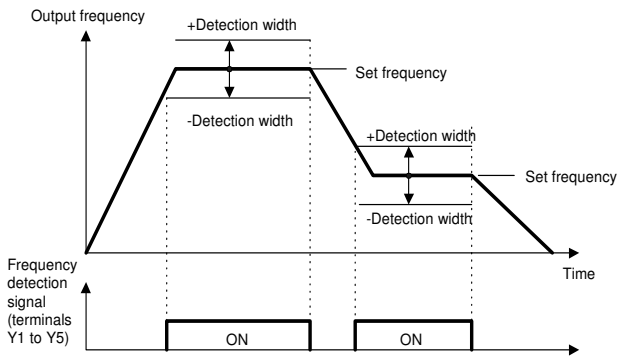 Output frequency
+Detection width
Set frequency
-Detection width
+Detection width
Set frequency
-Detection width
Time
Frequency
detection
signal
(terminals
Y1 to Y5)
ON
ON